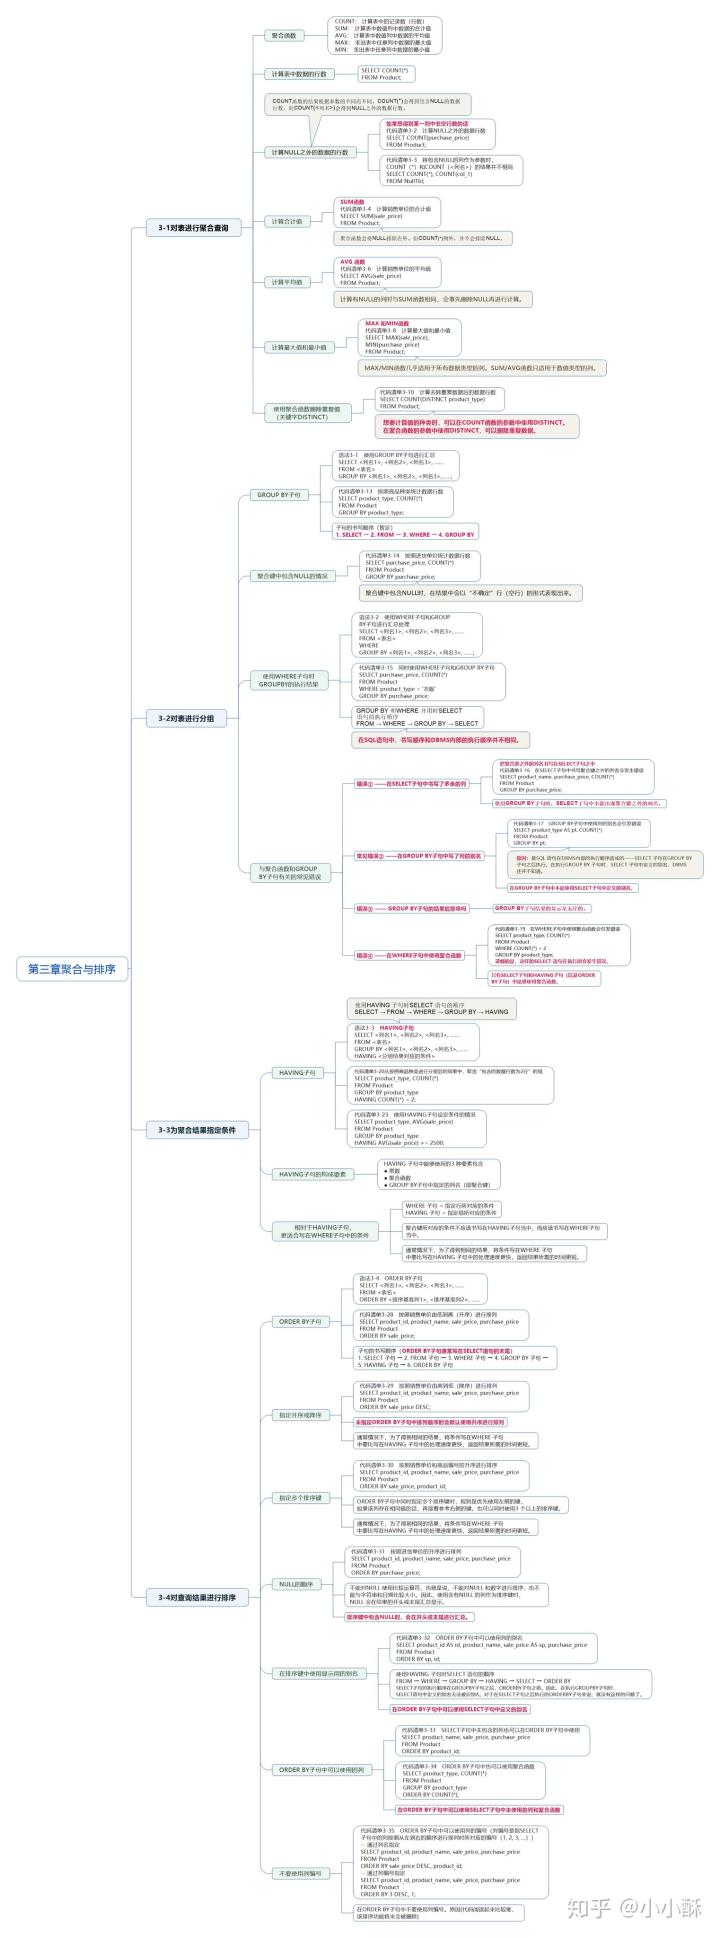 第三章聚合与排序
3-1对表进行聚合查询
聚合函数
COUNT: 计算表中的记录数（行数）
SUM: 计算表中数值列中数据的合计值
AVG: 计算表中数值列中数据的平均值
MAX: 求出表中任意列中数据的最大值
MIN: 求出表中任意列中数据的最小值
计算表中数据的行数
SELECT COUNT(*)
FROM Product;
COUNT函数的结果根据参数的不同而不同。COUNT(*)会得到包含NULL的数据
行数，而COUNT(<列名>)会得到NULL之外的数据行数。
计算NULL之外的数据的行数
如果想得到某一列中非空行数的话
代码清单3-2 计算NULL之外的数据行数
SELECT COUNT(purchase_price)
FROM Product;
代码清单3-3 将包含NULL的列作为参数时，
COUNT（*）和COUNT（<列名>）的结果并不相同
SELECT COUNT(*), COUNT(col_1)
FROM NullTbl;
计算合计值
SUM函数
代码清单3-4 计算销售单价的合计值
SELECT SUM(sale_price)
FROM Product;
聚合函数会将NULL排除在外。但COUNT(*)例外，并不会排除NULL。
计算平均值
AVG 函数
代码清单3-6 计算销售单价的平均值
SELECT AVG(sale_price)
FROM Product;
计算有NULL的列时与SUM函数相同，会事先删除NULL再进行计算。
计算最大值和最小值
MAX 和MIN函数
代码清单3-8 计算最大值和最小值
SELECT MAX(sale_price),
MIN(purchase_price)
FROM Product;
MAX/MIN函数几乎适用于所有数据类型的列。SUM/AVG函数只适用于数值类型的列。
使用聚合函数删除重复值
（关键字DISTINCT）
代码清单3-10 计算去除重复数据后的数据行数
SELECT COUNT(DISTINCT product_type)
FROM Product;
想要计算值的种类时，可以在COUNT函数的参数中使用DISTINCT。
在聚合函数的参数中使用DISTINCT，可以删除重复数据。
3-2对表进行分组
GROUP BY子句
语法3-1 使用GROUP BY子句进行汇总
SELECT <列名1>, <列名2>, <列名3>, ……
FROM <表名>
GROUP BY <列名1>, <列名2>, <列名3>, ……;
代码清单3-13 按照商品种类统计数据行数
SELECT product_type, COUNT(*)
FROM Product
GROUP BY product_type;
子句的书写顺序（暂定）
1. SELECT → 2. FROM → 3. WHERE → 4. GROUP BY
聚合键中包含NULL的情况
代码清单3-14 按照进货单价统计数据行数
SELECT purchase_price, COUNT(*)
FROM Product
GROUP BY purchase_price;
聚合键中包含NULL时，在结果中会以“不确定”行（空行）的形式表现出来。
使用WHERE子句时
GROUPBY的执行结果
语法3-2 使用WHERE子句和GROUP
BY子句进行汇总处理
SELECT <列名1>, <列名2>, <列名3>, ……
FROM <表名>
WHERE
GROUP BY <列名1>, <列名2>, <列名3>, ……;
代码清单3-15 同时使用WHERE子句和GROUP BY子句
SELECT purchase_price, COUNT(*)
FROM Product
WHERE product_type = '衣服'
GROUP BY purchase_price;
GROUP BY 和WHERE 并用时SELECT
语句的执行顺序
FROM → WHERE → GROUP BY → SELECT
在SQL语句中，书写顺序和DBMS内部的执行顺序并不相同。
与聚合函数和GROUP
BY子句有关的常见错误
错误① ——在SELECT子句中书写了多余的列
把聚合键之外的列名书写在SELECT子句之中
代码清单3-16 在SELECT子句中书写聚合键之外的列名会发生错误
SELECT product_name, purchase_price, COUNT(*)
FROM Product
GROUP BY purchase_price;
使用GROUP BY 子句时，SELECT子句中不能出现聚合键之外的列名。
常见错误② ——在GROUP BY子句中写了列的别名
代码清单3-17 GROUP BY子句中使用列的别名会引发错误
SELECT product_type AS pt, COUNT(*)
FROM Product
GROUP BY pt;
原因：是SQL 语句在DBMS内部的执行顺序造成的——SELECT 子句在GROUP BY
子句之后执行。在执行GROUP BY 子句时，SELECT 子句中定义的别名，DBMS
还并不知道。
在GROUP BY子句中不能使用SELECT子句中定义的别名。
错误③ —— GROUP BY子句的结果能排序吗
GROUP BY子句结果的显示是无序的。
错误④ ——在WHERE子句中使用聚合函数
代码清单3-19 在WHERE子句中使用聚合函数会引发错误
SELECT product_type, COUNT(*)
FROM Product
WHERE COUNT(*) = 2
GROUP BY product_type;
遗憾的是，这样的SELECT 语句在执行时会发生错误。
只有SELECT子句和HAVING子句（以及ORDER
BY子句）中能够使用聚合函数。
3-3为聚合结果指定条件
使用HAVING 子句时SELECT 语句的顺序
SELECT → FROM → WHERE → GROUP BY → HAVING
HAVING子句
语法3-3 HAVING子句
SELECT <列名1>, <列名2>, <列名3>, ……
FROM <表名>
GROUP BY <列名1>, <列名2>, <列名3>, ……
HAVING <分组结果对应的条件>
代码清单3-20从按照商品种类进行分组后的结果中，取出“包含的数据行数为2行”的组
SELECT product_type, COUNT(*)
FROM Product
GROUP BY product_type
HAVING COUNT(*) = 2;
代码清单3-23 使用HAVING子句设定条件的情况
SELECT product_type, AVG(sale_price)
FROM Product
GROUP BY product_type
HAVING AVG(sale_price) >= 2500;
HAVING子句的构成要素
HAVING 子句中能够使用的3 种要素包含
● 常数
● 聚合函数
● GROUP BY子句中指定的列名（即聚合键）
相对于HAVING子句，
更适合写在WHERE子句中的条件
WHERE 子句 = 指定行所对应的条件
HAVING 子句 = 指定组所对应的条件
聚合键所对应的条件不应该书写在HAVING子句当中，而应该书写在WHERE子句
当中。
通常情况下，为了得到相同的结果，将条件写在WHERE 子句
中要比写在HAVING 子句中的处理速度更快，返回结果所需的时间更短。
3-4对查询结果进行排序
ORDER BY子句
语法3-4 ORDER BY子句
SELECT <列名1>, <列名2>, <列名3>, ……
FROM <表名>
ORDER BY <排序基准列1>, <排序基准列2>, ……
代码清单3-28 按照销售单价由低到高（升序）进行排列
SELECT product_id, product_name, sale_price, purchase_price
FROM Product
ORDER BY sale_price;
子句的书写顺序（ORDER BY子句通常写在SELECT语句的末尾）
1. SELECT 子句 → 2. FROM 子句 → 3. WHERE 子句 → 4. GROUP BY 子句 →
5. HAVING 子句 → 6. ORDER BY 子句
指定升序或降序
代码清单3-29 按照销售单价由高到低（降序）进行排列
SELECT product_id, product_name, sale_price, purchase_price
FROM Product
ORDER BY sale_price DESC;
未指定ORDER BY子句中排列顺序时会默认使用升序进行排列
通常情况下，为了得到相同的结果，将条件写在WHERE 子句
中要比写在HAVING 子句中的处理速度更快，返回结果所需的时间更短。
指定多个排序键
代码清单3-30 按照销售单价和商品编号的升序进行排序
SELECT product_id, product_name, sale_price, purchase_price
FROM Product
ORDER BY sale_price, product_id;
ORDER BY子句中同时指定多个排序键时，规则是优先使用左侧的键，
如果该列存在相同值的话，再接着参考右侧的键。也可以同时使用3 个以上的排序键。
通常情况下，为了得到相同的结果，将条件写在WHERE 子句
中要比写在HAVING 子句中的处理速度更快，返回结果所需的时间更短。
NULL的顺序
代码清单3-31 按照进货单价的升序进行排列
SELECT product_id, product_name, sale_price, purchase_price
FROM Product
ORDER BY purchase_price;
不能对NULL 使用比较运算符，也就是说，不能对NULL 和数字进行排序，也不
能与字符串和日期比较大小。因此，使用含有NULL 的列作为排序键时，
NULL 会在结果的开头或末尾汇总显示。
排序键中包含NULL时，会在开头或末尾进行汇总。
在排序键中使用显示用的别名
代码清单3-32 ORDER BY子句中可以使用列的别名
SELECT product_id AS id, product_name, sale_price AS sp, purchase_price
FROM Product
ORDER BY sp, id;
使用HAVING 子句时SELECT 语句的顺序
FROM → WHERE → GROUP BY → HAVING → SELECT → ORDER BY
SELECT子句的执行顺序在GROUPBY子句之后、ORDERBY子句之前。因此，在执行GROUPBY子句时，
SELECT语句中定义的别名无法被识别A。对于在SELECT子句之后执行的ORDERBY子句来说，就没有这样的问题了。
在ORDER BY子句中可以使用SELECT子句中定义的别名
ORDER BY子句中可以使用的列
代码清单3-33 SELECT子句中未包含的列也可以在ORDER BY子句中使用
SELECT product_name, sale_price, purchase_price
FROM Product
ORDER BY product_id;
代码清单3-34 ORDER BY子句中也可以使用聚合函数
SELECT product_type, COUNT(*)
FROM Product
GROUP BY product_type
ORDER BY COUNT(*);
在ORDER BY子句中可以使用SELECT子句中未使用的列和聚合函数
不要使用列编号
代码清单3-35 ORDER BY子句中可以使用列的编号（列编号是指SELECT
子句中的列按照从左到右的顺序进行排列时所对应的编号（1, 2, 3, …））
-- 通过列名指定
SELECT product_id, product_name, sale_price, purchase_price
FROM Product
ORDER BY sale_price DESC, product_id;
-- 通过列编号指定
SELECT product_id, product_name, sale_price, purchase_price
FROM Product
ORDER BY 3 DESC, 1;
在ORDER BY子句中不要使用列编号。原因(代码阅读起来比较难，
该排序功能将来会被删除)
知乎 @小小酥